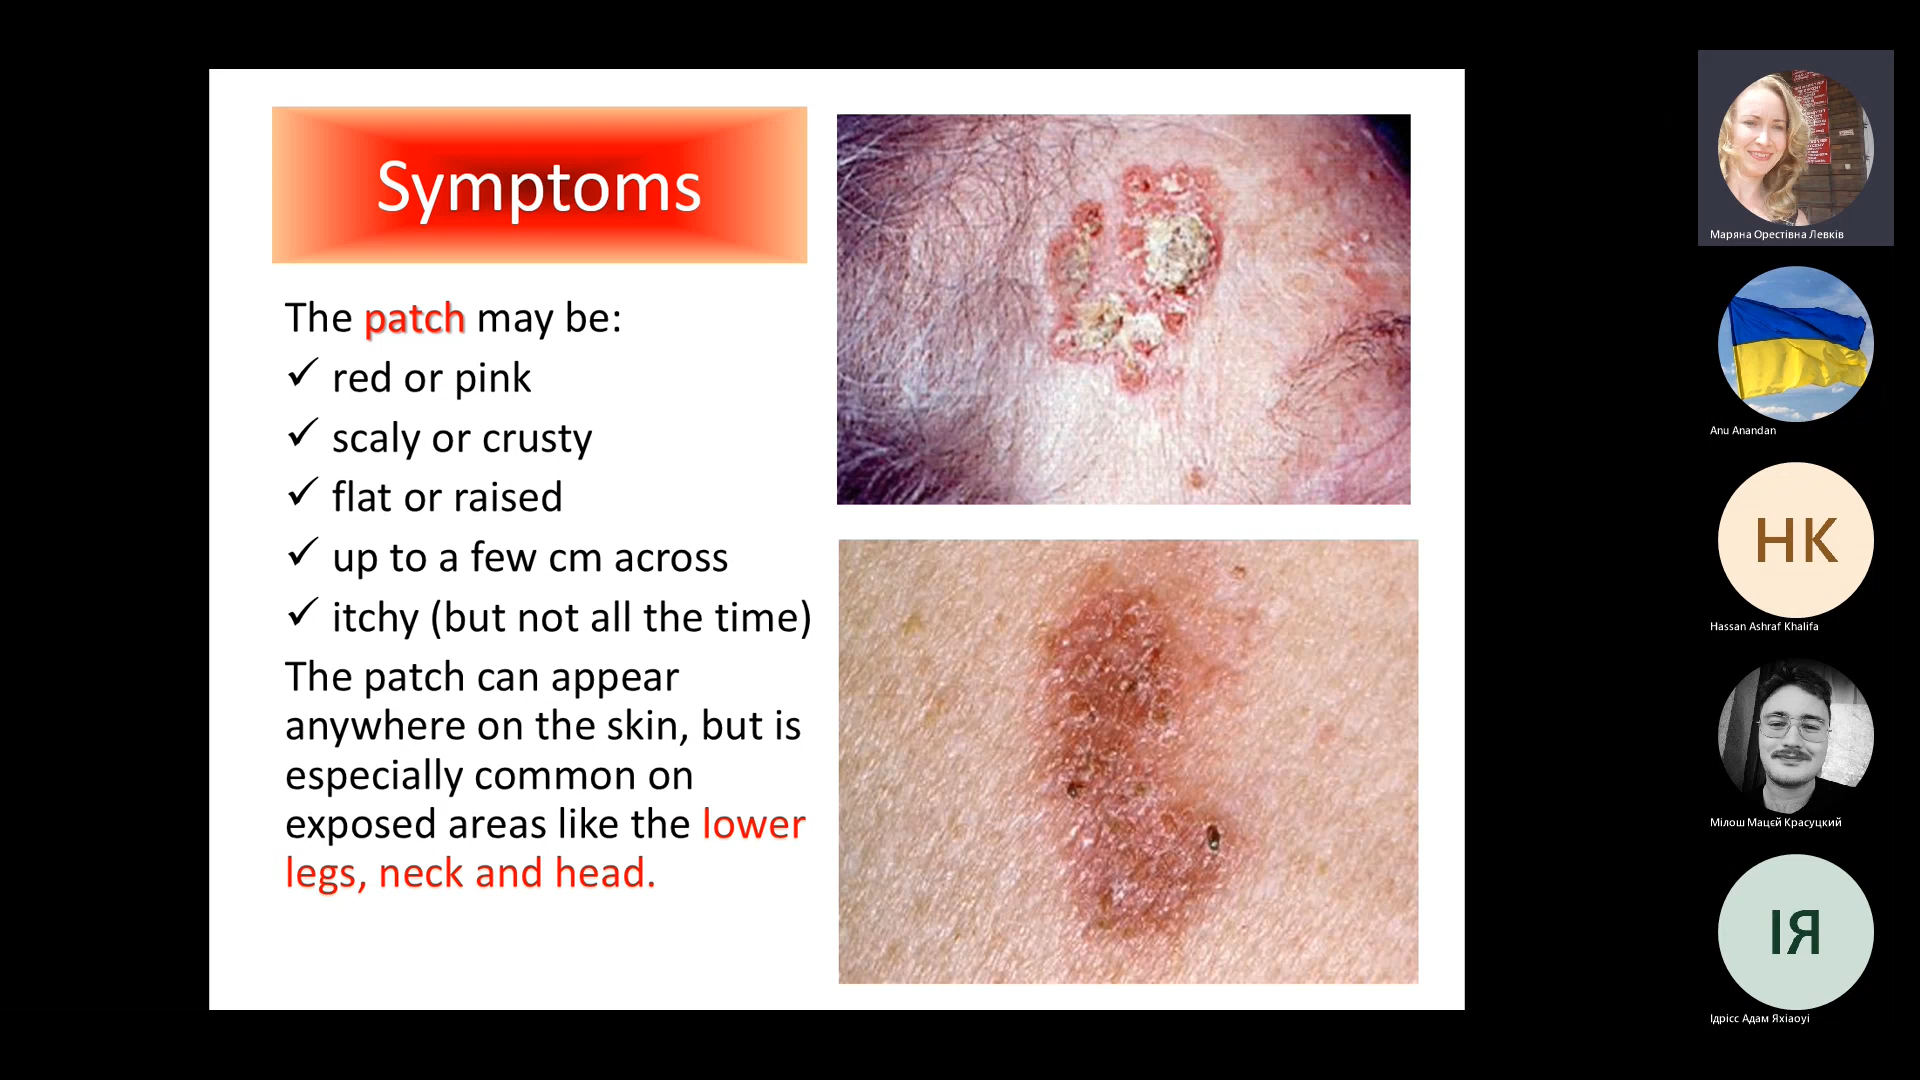 Symptoms
The patch may be:
✓ red or pink
✓ scaly or crusty
✓ flat or raised
✓ up to a few cm across
✓ itchy (but not all the time)
The patch can appear
anywhere on the skin, but is
especially common on
exposed areas like the lower
legs, neck and head.
Маряна Орестівна Левків
Anu Anandan
HK
Hassan Ashraf Khalifa
Мілош Мацєй Красуцкий
ІЯ
Ідрісс Адам Яхіаоуі